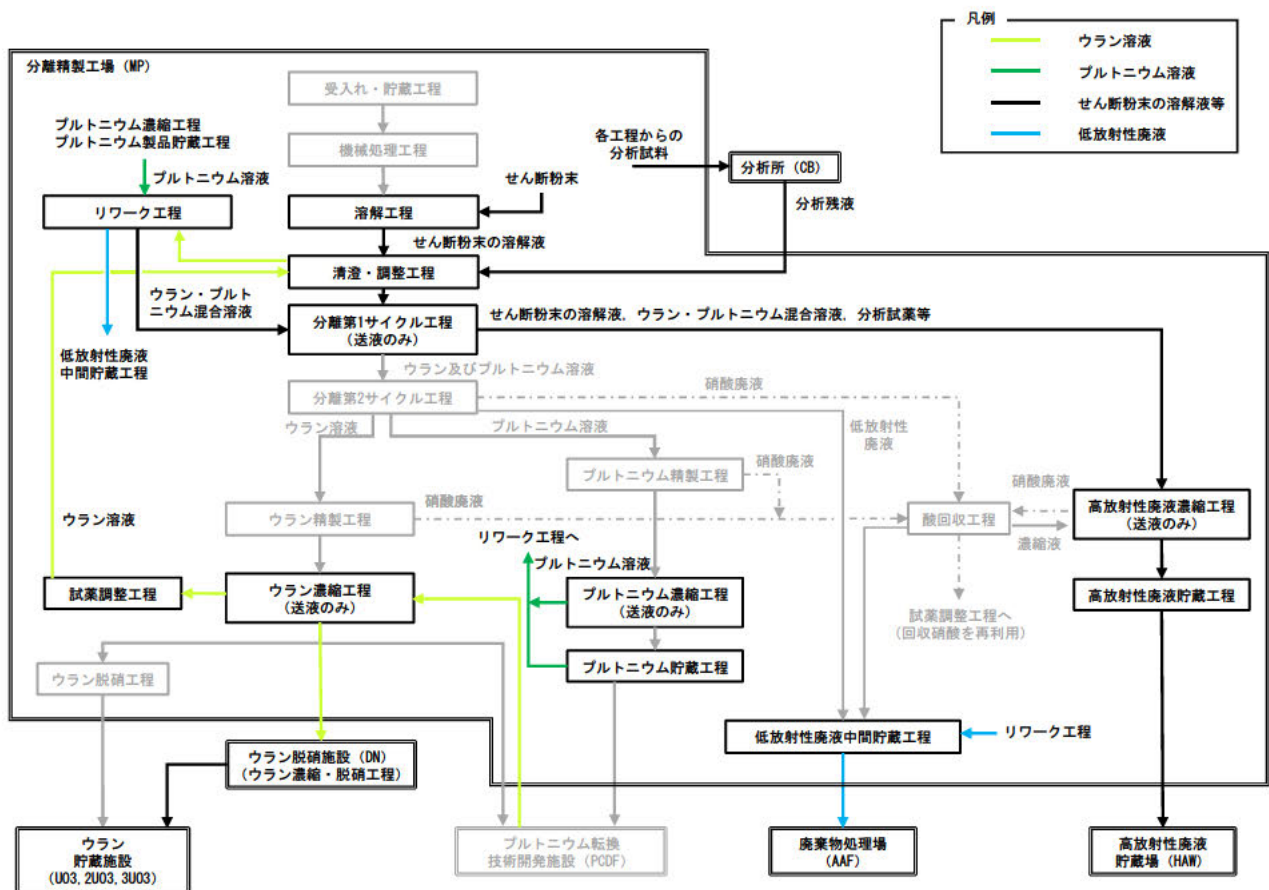 凡例
ウラン溶液
プルトニウム溶液
せん断粉末の溶解液等
低放射性廃液
分離精製工場(MP)
受入れ・貯蔵工程
機械処理工程
プルトニウム濃縮工程
プルトニウム製品貯蔵工程
プルトニウム溶液
リワーク工程
各工程からの
分析試料
分析所(CB)
分析残液
せん断粉末
溶解工程
せん断粉末の溶解液
清澄・調整工程
ウラン・プルト
ニウム混合溶液
分離第1サイクル工程
(送液のみ)
せん断粉末の溶解液, ウラン・プルトニウム混合溶液, 分析試薬等
低放射性廃液
中間貯蔵工程
ウラン及びプルトニウム溶液
分離第2サイクル工程
硝酸廃液
ウラン溶液
プルトニウム溶液
低放射性
廃液
プルトニウム精製工程
硝酸廃液
硝酸廃液
ウラン溶液
ウラン精製工程
硝酸廃液
酸回収工程
濃縮液
高放射性廃液濃縮工程
(送液のみ)
リワーク工程へ
プルトニウム溶液
試薬調整工程
ウラン濃縮工程
(送液のみ)
プルトニウム濃縮工程
(送液のみ)
高放射性廃液貯蔵工程
試薬調整工程へ
(回収硝酸を再利用)
ウラン脱硝工程
プルトニウム貯蔵工程
低放射性廃液中間貯蔵工程
リワーク工程
ウラン脱硝施設(DN)
(ウラン濃縮・脱硝工程)
ウラン
貯蔵施設
(UO3, 2UO3, 3UO3)
プルトニウム転換
技術開発施設(PCDF)
廃棄物処理場
(AAF)
高放射性廃液
貯蔵場(HAW)